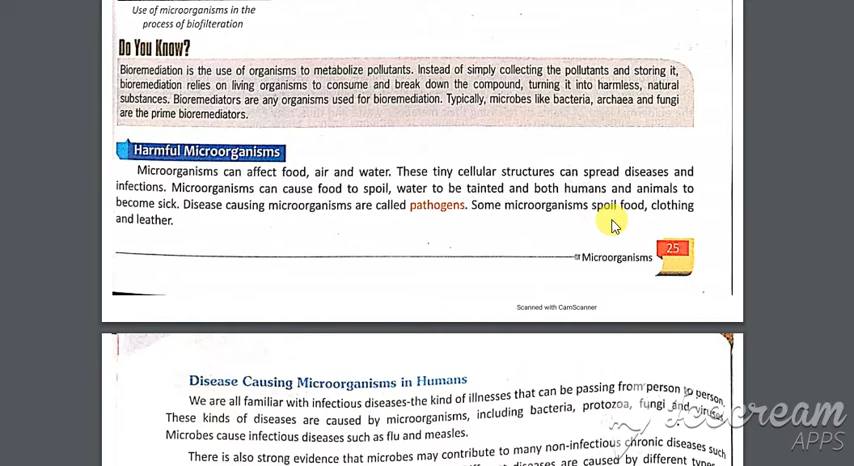 Use of microorganisms in the
process of biofilteration
Do You Know?
Bioremediation is the use of organisms to metabolize pollutants. Instead of simply collecting the pollutants and storing it,
bioremediation relies on living organisms to consume and break down the compound, turning it into harmless, natural
substances. Bioremediators are any organisms used for bioremediation. Typically, microbes like bacteria, archaea and fungi
are the prime bioremediators.
Harmful Microorganisms
Microorganisms can affect food, air and water. These tiny cellular structures can spread diseases and
infections. Microorganisms can cause food to spoil, water to be tainted and both humans and animals to
become sick. Disease causing microorganisms are called pathogens. Some microorganisms spoil food, clothing
and leather.
Microorganisms 25
Scanned with CamScanner
Disease Causing Microorganisms in Humans
We are all familiar with infectious diseases-the kind of illnesses that can be passing from person to person.
These kinds of diseases are caused by microorganisms, including bacteria, protozoa, fungi and viruses.
Microbes cause infectious diseases such as flu and measles.
There is also strong evidence that microbes may contribute to many non-infectious chronic diseases such
diseases are caused by different types
Icecream
APPS